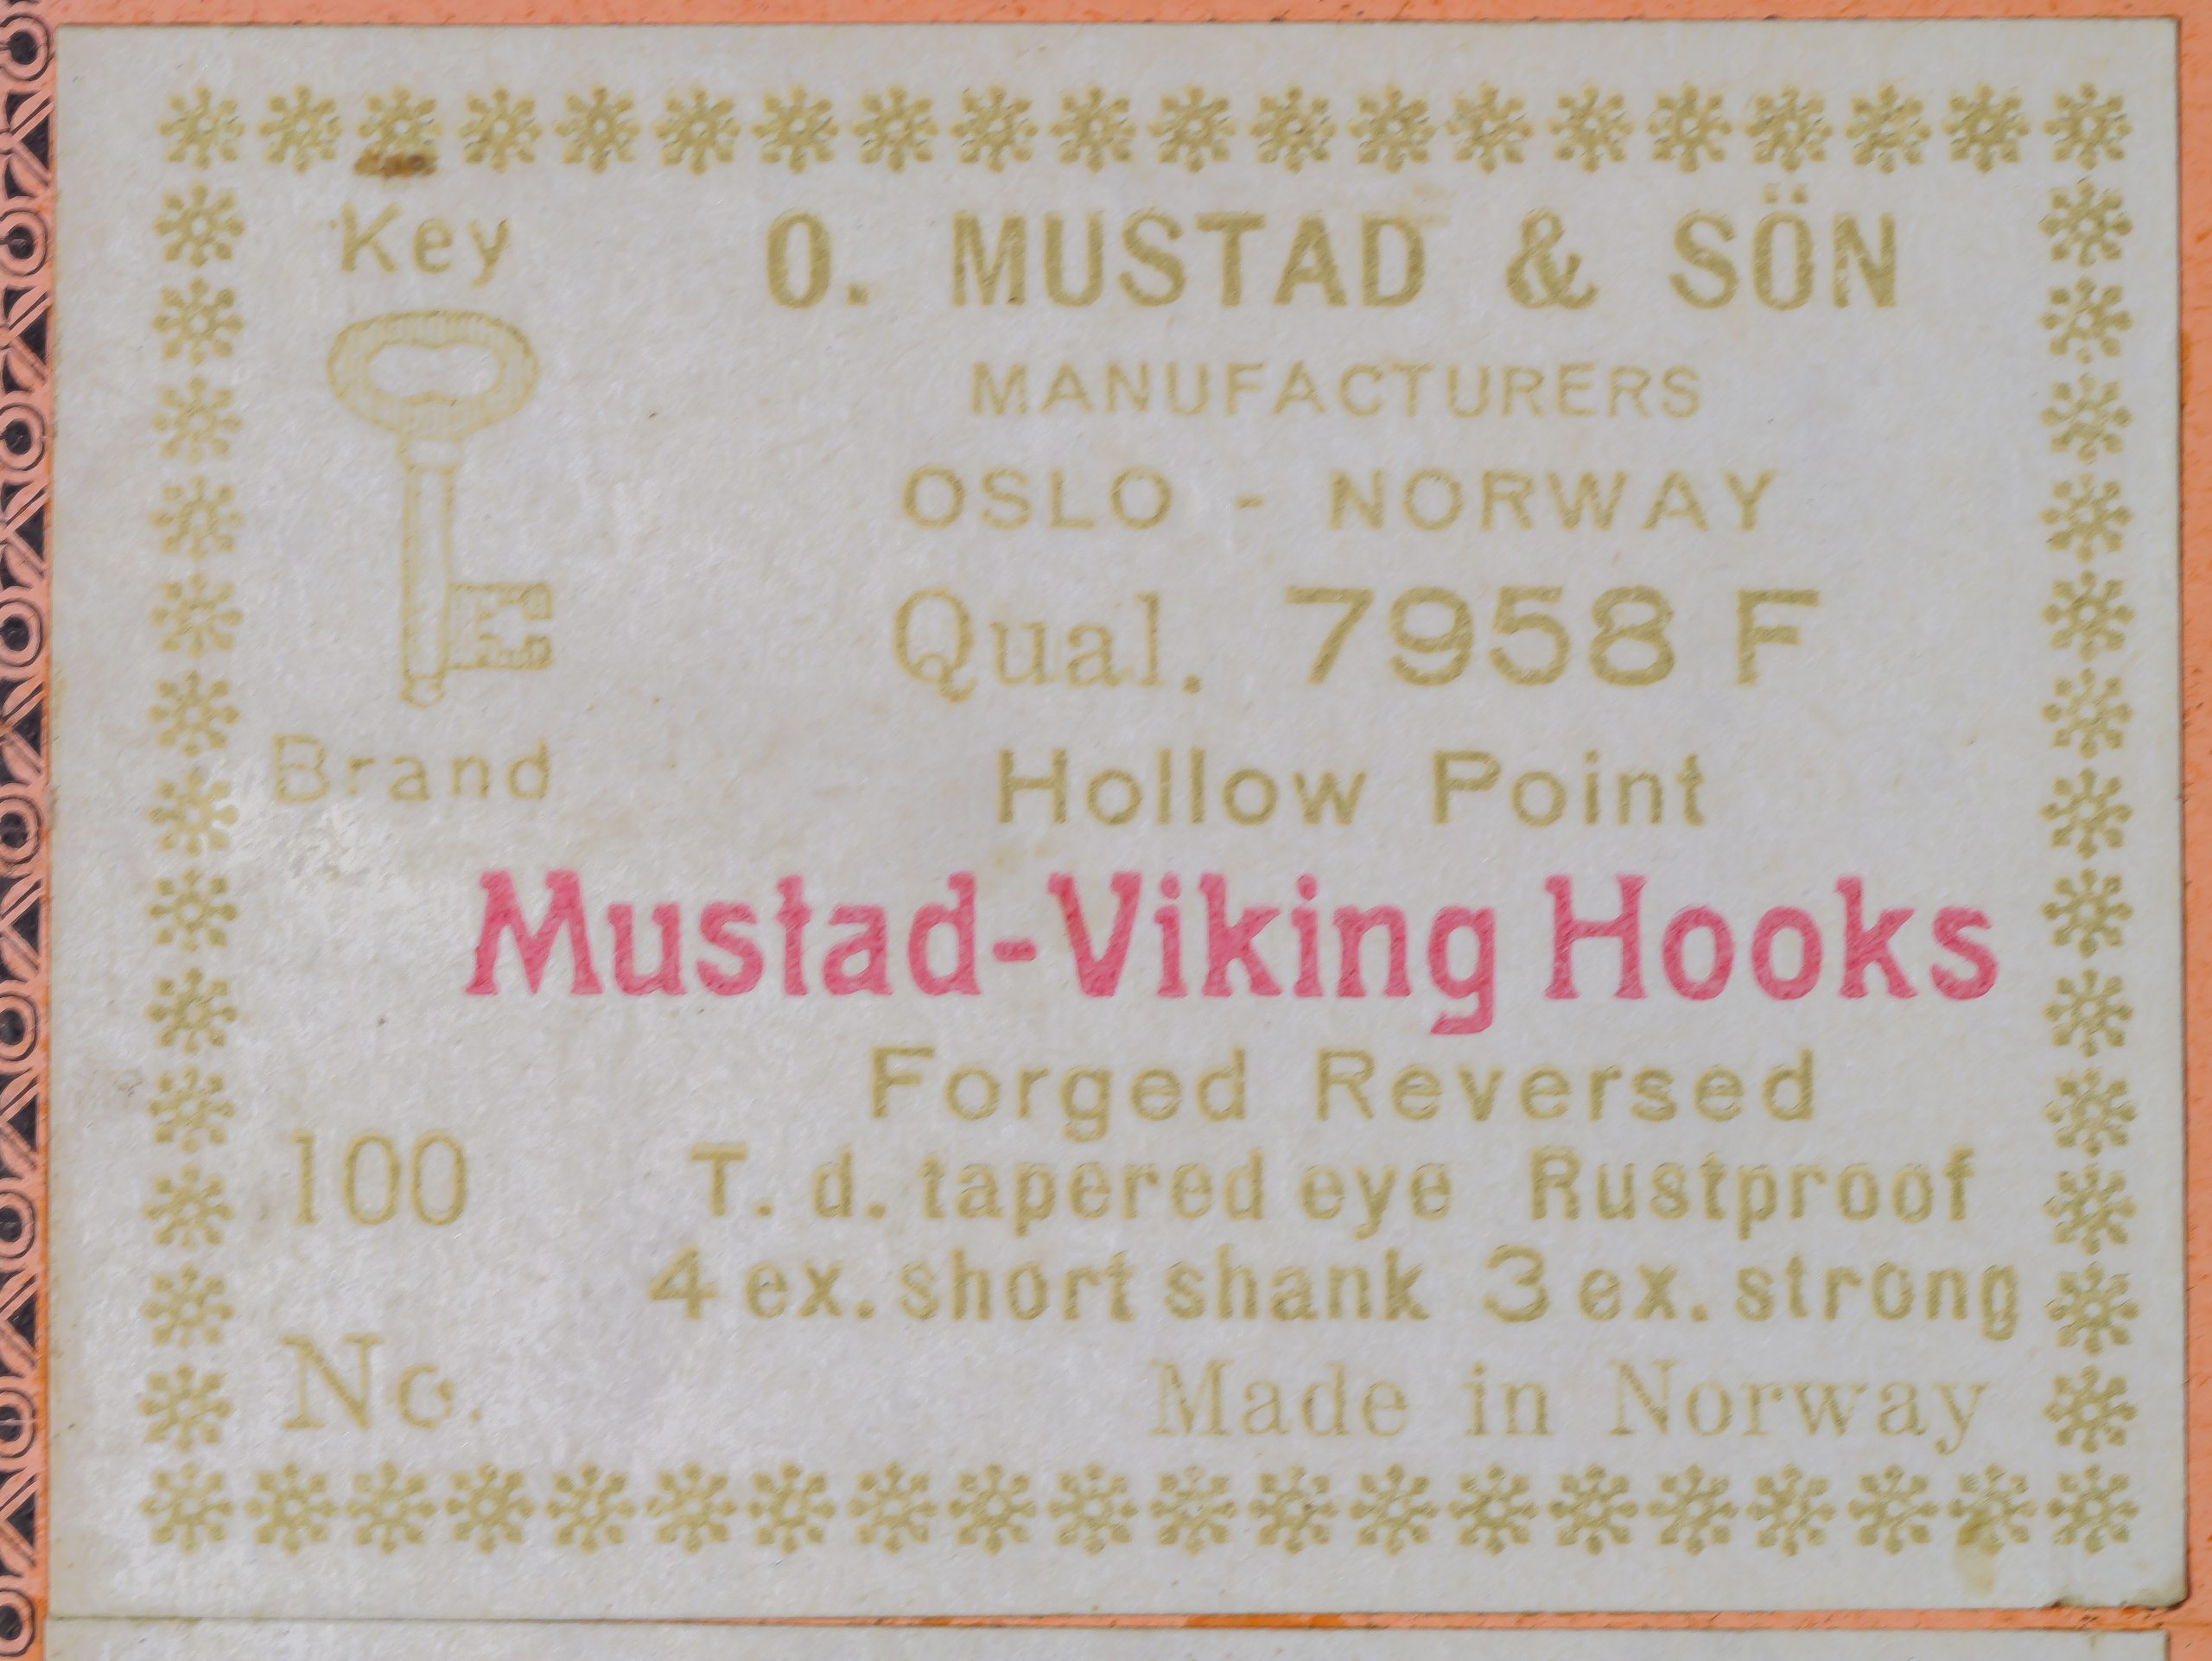 Key
O. MUSTAD & SÖN
MANUFACTURERS
OSLO - NORWAY
Qual. 7958 F
Brand
Hollow Point
Mustad-Viking Hooks
Forged Reversed
100
T. d. tapered eye Rustproof
4 ex. short shank 3 ex. strong
No.
Made in Norway